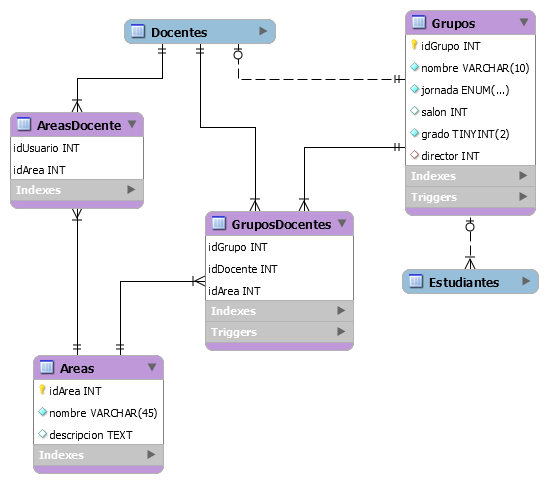 Docentes
Grupos
idGrupo INT
nombre VARCHAR(10)
jornada ENUM(...)
salon INT
grado TINYINT(2)
director INT
Indexes
Triggers
AreasDocente
idUsuario INT
idArea INT
Indexes
GruposDocentes
idGrupo INT
idDocente INT
idArea INT
Indexes
Triggers
Estudiantes
Areas
idArea INT
nombre VARCHAR(45)
descripcion TEXT
Indexes